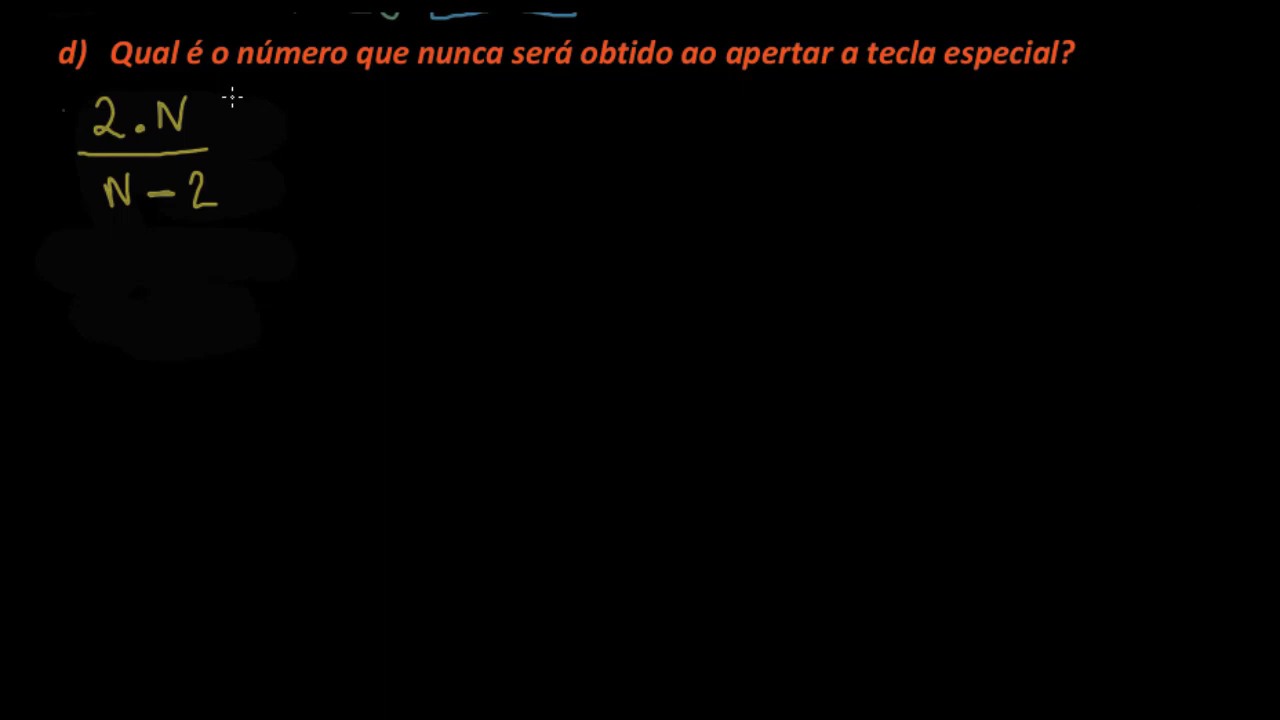 d) Qual é o número que nunca será obtido ao apertar a tecla especial?
2.N
N-2